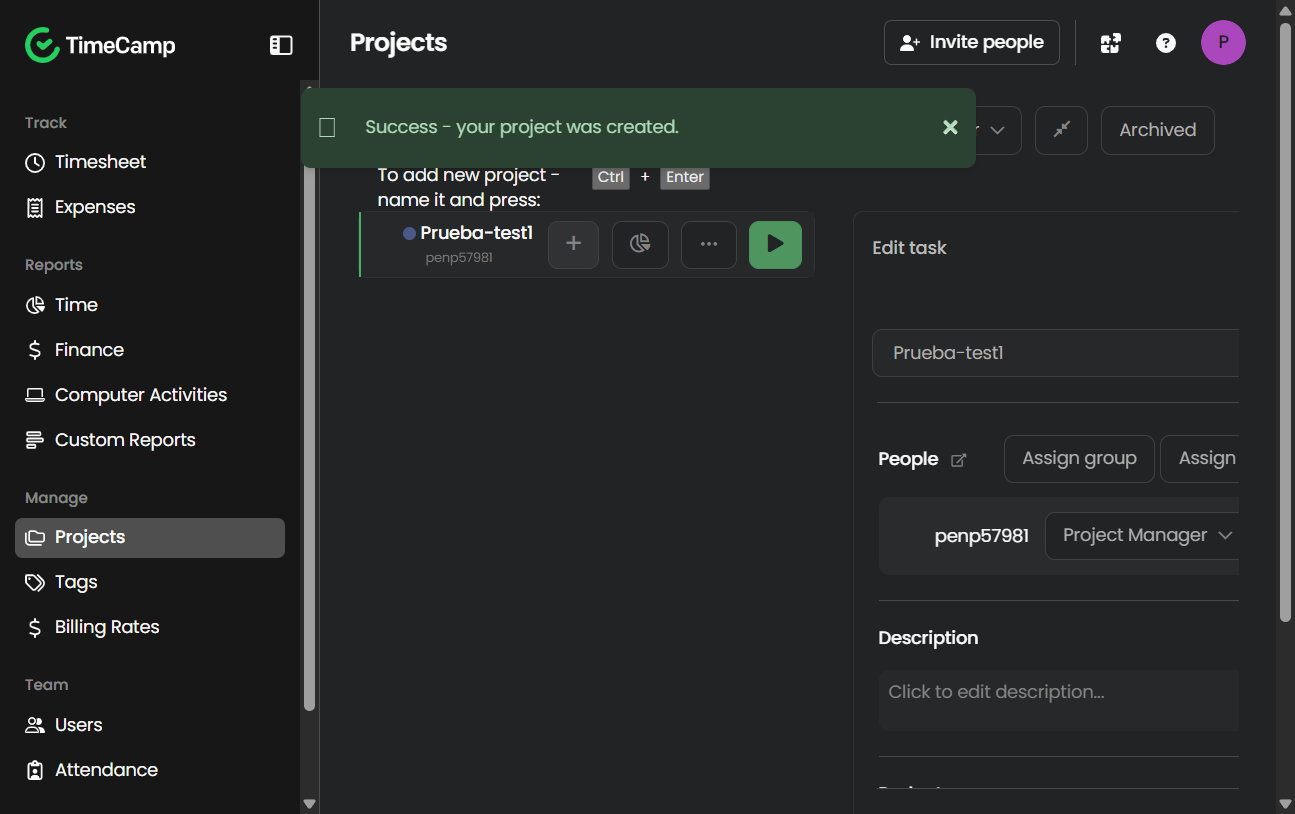 TimeCamp
Projects
Invite people
P
Success - your project was created.
Archived
To add new project -
name it and press:
Ctrl + Enter
Track
Timesheet
Expenses
Reports
Time
Finance
Computer Activities
Custom Reports
Manage
Projects
Tags
Billing Rates
Team
Users
Attendance
Prueba-test1
penp57981
Edit task
Prueba-test1
People
Assign group
Assign
penp57981
Project Manager
Description
Click to edit description...